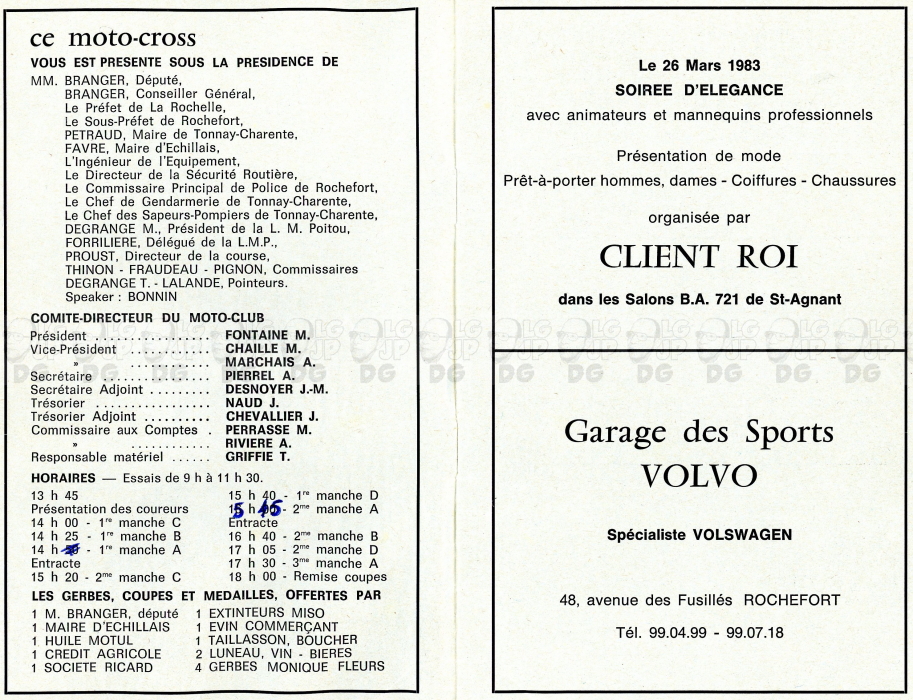 ce moto-cross
VOUS EST PRESENTE SOUS LA PRESIDENCE DE
MM. BRANGER, Député,
BRANGER, Conseiller Général,
Le Préfet de La Rochelle,
Le Sous-Préfet de Rochefort,
PETRAUD, Maire de Tonnay-Charente,
FAVRE, Maire d'Echillais,
L'Ingénieur de l'Equipement,
Le Directeur de la Sécurité Routière,
Le Commissaire Principal de Police de Rochefort,
Le Chef de Gendarmerie de Tonnay-Charente,
Le Chef des Sapeurs-Pompiers de Tonnay-Charente,
DEGRANGE M., Président de la L. M. Poitou,
FORRILIERE, Délégué de la L.M.P.,
PROUST, Directeur de la course,
THINON - FRAUDEAU - PIGNON, Commissaires
DEGRANGE T. - LALANDE, Pointeurs.
Speaker : BONNIN
COMITE-DIRECTEUR DU MOTO-CLUB
Président .................. FONTAINE M.
Vice-Président ............ CHAILLE M.
» ............ MARCHAIS A.
Secrétaire ................ PIERREL A.
Secrétaire Adjoint ......... DESNOYER J.-M.
Trésorier ................. NAUD J.
Trésorier Adjoint .......... CHEVALLIER J.
Commissaire aux Comptes . PERRASSE M.
» ............ RIVIERE A.
Responsable matériel ...... GRIFFIE T.
HORAIRES — Essais de 9 h à 11 h 30.
13 h 45
Présentation des coureurs
14 h 00 - 1re manche C
14 h 25 - 1re manche B
14 h - 1re manche A
Entracte
15 h 20 - 2me manche C
15 h 40 - 1re manche D
h - 2me manche A
Entracte
16 h 40 - 2me manche B
17 h 05 - 2me manche D
17 h 30 - 3me manche A
18 h 00 - Remise coupes
LES GERBES, COUPES ET MEDAILLES, OFFERTES PAR
1 M. BRANGER, député
1 MAIRE D'ECHILLAIS
1 HUILE MOTUL
1 CREDIT AGRICOLE
1 SOCIETE RICARD
1 EXTINTEURS MISO
1 EVIN COMMERÇANT
1 TAILLASSON, BOUCHER
2 LUNEAU, VIN - BIERES
4 GERBES MONIQUE FLEURS
Le 26 Mars 1983
SOIREE D'ELEGANCE
avec animateurs et mannequins professionnels
Présentation de mode
Prêt-à-porter hommes, dames - Coiffures - Chaussures
organisée par
CLIENT ROI
dans les Salons B.A. 721 de St-Agnant
Garage des Sports
VOLVO
Spécialiste VOLSWAGEN
48, avenue des Fusillés ROCHEFORT
Tél. 99.04.99 - 99.07.18